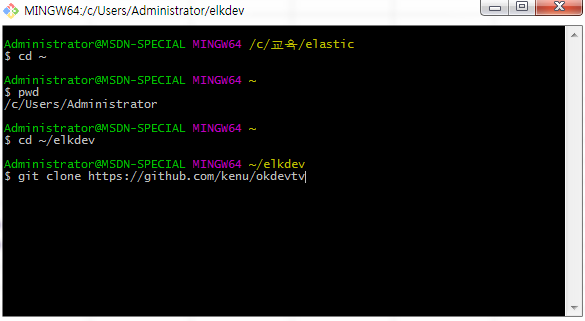 MINGW64:/c/Users/Administrator/elkdev
Administrator@MSDN-SPECIAL MINGW64 /c/교육/elastic
$ cd ~
Administrator@MSDN-SPECIAL MINGW64 ~
$ pwd
/c/Users/Administrator
Administrator@MSDN-SPECIAL MINGW64 ~
$ cd ~/elkdev
Administrator@MSDN-SPECIAL MINGW64 ~/elkdev
$ git clone https://github.com/kenu/okdevtv